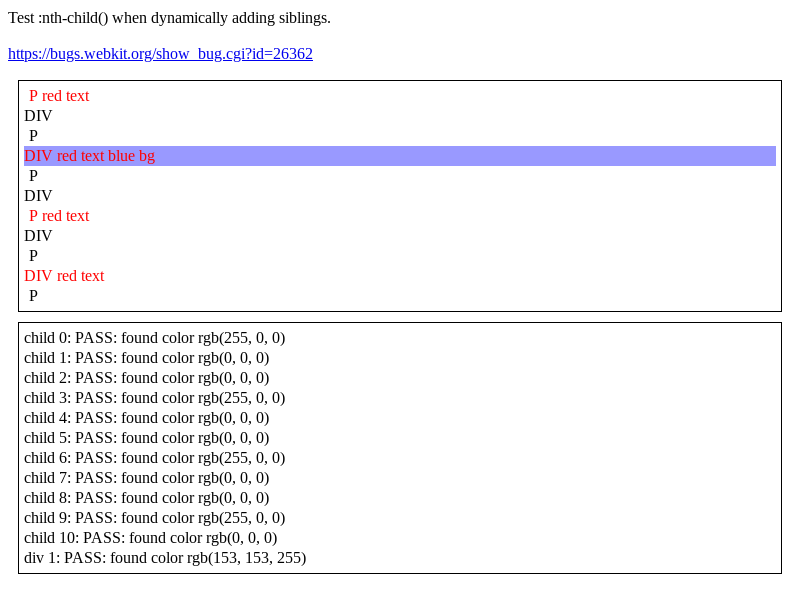 Test :nth-child() when dynamically adding siblings.
https://bugs.webkit.org/show_bug.cgi?id=26362
P red text
DIV
P
DIV red text blue bg
P
DIV
P red text
DIV
P
DIV red text
P
child 0: PASS: found color rgb(255, 0, 0)
child 1: PASS: found color rgb(0, 0, 0)
child 2: PASS: found color rgb(0, 0, 0)
child 3: PASS: found color rgb(255, 0, 0)
child 4: PASS: found color rgb(0, 0, 0)
child 5: PASS: found color rgb(0, 0, 0)
child 6: PASS: found color rgb(255, 0, 0)
child 7: PASS: found color rgb(0, 0, 0)
child 8: PASS: found color rgb(0, 0, 0)
child 9: PASS: found color rgb(255, 0, 0)
child 10: PASS: found color rgb(0, 0, 0)
div 1: PASS: found color rgb(153, 153, 255)